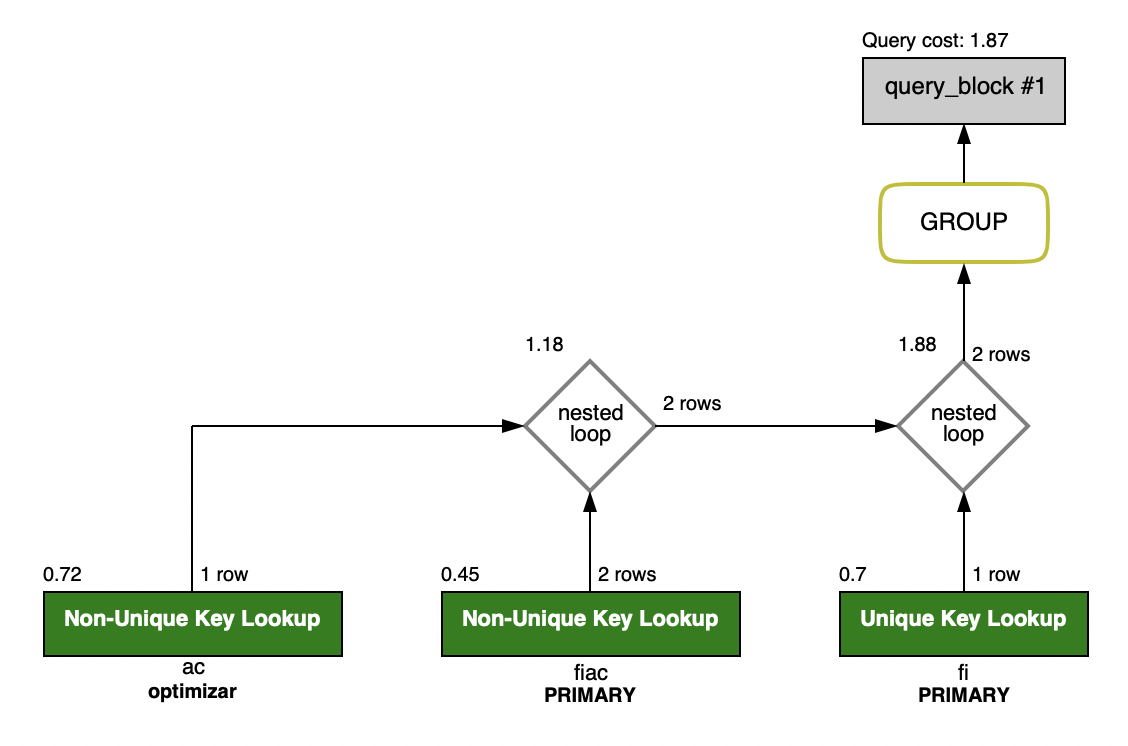 Query cost: 1.87
query_block #1
GROUP
1.18
1.88
2 rows
nested
loop
2 rows
nested
loop
0.72
1 row
0.45
2 rows
0.7
1 row
Non-Unique Key Lookup
Non-Unique Key Lookup
Unique Key Lookup
ac
optimizar
fiac
PRIMARY
fi
PRIMARY